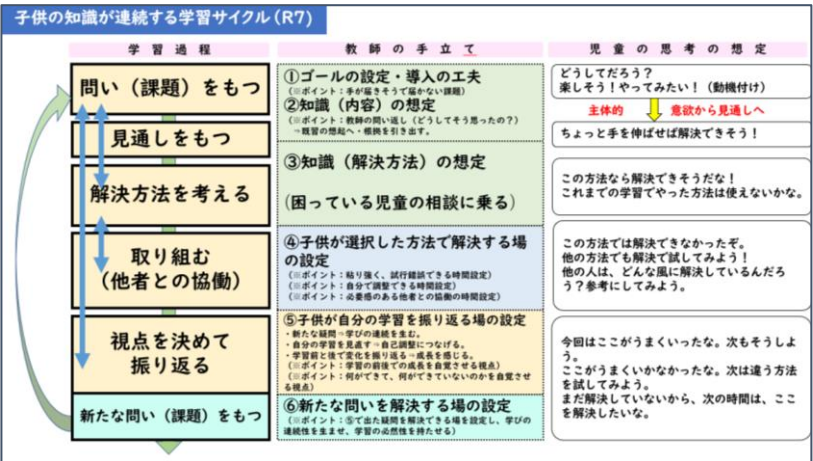 子供の知識が連続する学習サイクル(R7)
学習過程
教師の手立て
児童の思考の想定
問い(課題)をもつ
①ゴールの設定・導入の工夫
(※ポイント:手が届きそうで届かない課題)
②知識(内容)の想定
(※ポイント:教師の問い返し(どうしてそう思ったの?)
⇒既習の想起へ・根拠を引き出す。
どうしてだろう?
楽しそう!やってみたい!(動機付け)
主体的
意欲から見通しへ
見通しをもつ
ちょっと手を伸ばせば解決できそう!
解決方法を考える
③知識(解決方法)の想定
(困っている児童の相談に乗る)
この方法なら解決できそうだな!
これまでの学習でやった方法は使えないかな。
取り組む
(他者との協働)
④子供が選択した方法で解決する場
の設定
(※ポイント:粘り強く、試行錯誤できる時間設定)
(※ポイント:自分で調整できる時間設定)
(※ポイント:必要感のある他者との協働の時間設定)
この方法では解決できなかったぞ。
他の方法でも解決で試してみよう!
他の人は、どんな風に解決しているんだろ
う?参考にしてみよう。
視点を決めて
振り返る
⑤子供が自分の学習を振り返る場の設定
・新たな疑問⇒学びの連続を生む。
・自分の学習を見直す⇒自己調整につなげる。
・学習前と後で変化を振り返る⇒成長を感じる。
(※ポイント:学習の前後での成長を自覚させる視点)
(※ポイント:何ができて、何ができていないのかを自覚させ
る視点)
今回はここがうまくいったな。次もそうしよ
う。
ここがうまくいかなかったな。次は違う方法
を試してみよう。
まだ解決していないから、次の時間は、ここ
を解決したいな。
新たな問い(課題)をもつ
⑥新たな問いを解決する場の設定
(※ポイント:⑤で出た疑問を解決できる場を設定し、学びの
連続性を生ませ、学習の必然性を持たせる)